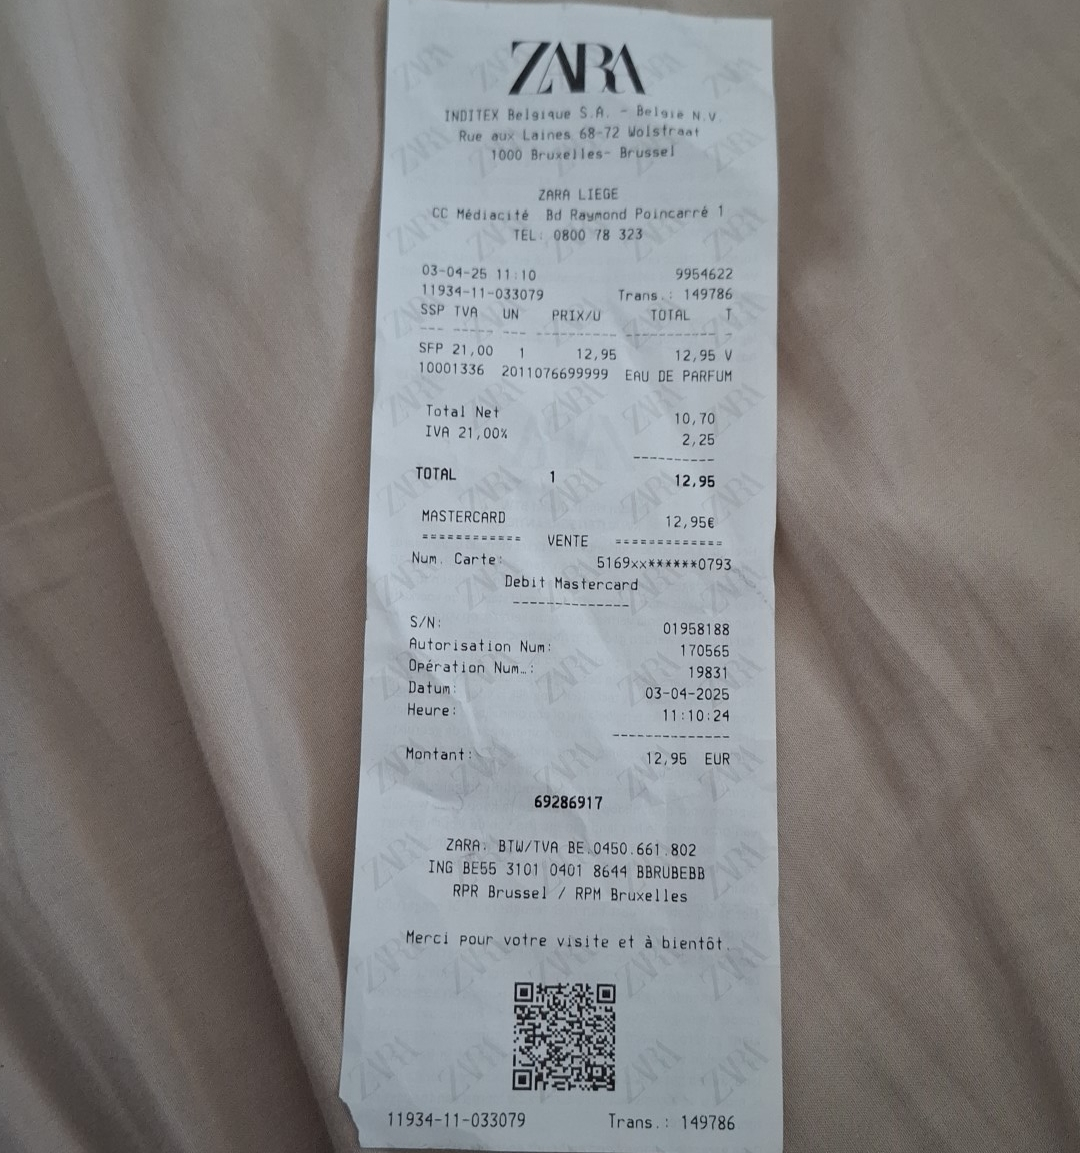 ZARA
INDITEX Belgique S.A. - Belgie N.V.
Rue aux Laines 68-72 Wolstraat
1000 Bruxelles- Brussel
ZARA LIEGE
CC Médiacité Bd Raymond Poincarré 1
TEL: 0800 78 323
03-04-25 11:10 9954622
11934-11-033079 Trans.: 149786
SSP TVA UN PRIX/U TOTAL T
--- ----- --- ---------- ----------- -
SFP 21,00 1 12,95 12,95 V
10001336 2011076699999 EAU DE PARFUM
Total Net 10,70
IVA 21,00% 2,25
----------
TOTAL 1 12,95
MASTERCARD 12,95€
============ VENTE =============
Num. Carte: 5169xx******0793
Debit Mastercard
--------------
S/N: 01958188
Autorisation Num: 170565
Opération Num…: 19831
Datum: 03-04-2025
Heure: 11:10:24
--------------
Montant: 12,95 EUR
69286917
ZARA: BTW/TVA BE.0450.661.802
ING BE55 3101 0401 8644 BBRUBEBB
RPR Brussel / RPM Bruxelles
Merci pour votre visite et à bientôt.
11934-11-033079 Trans.: 149786